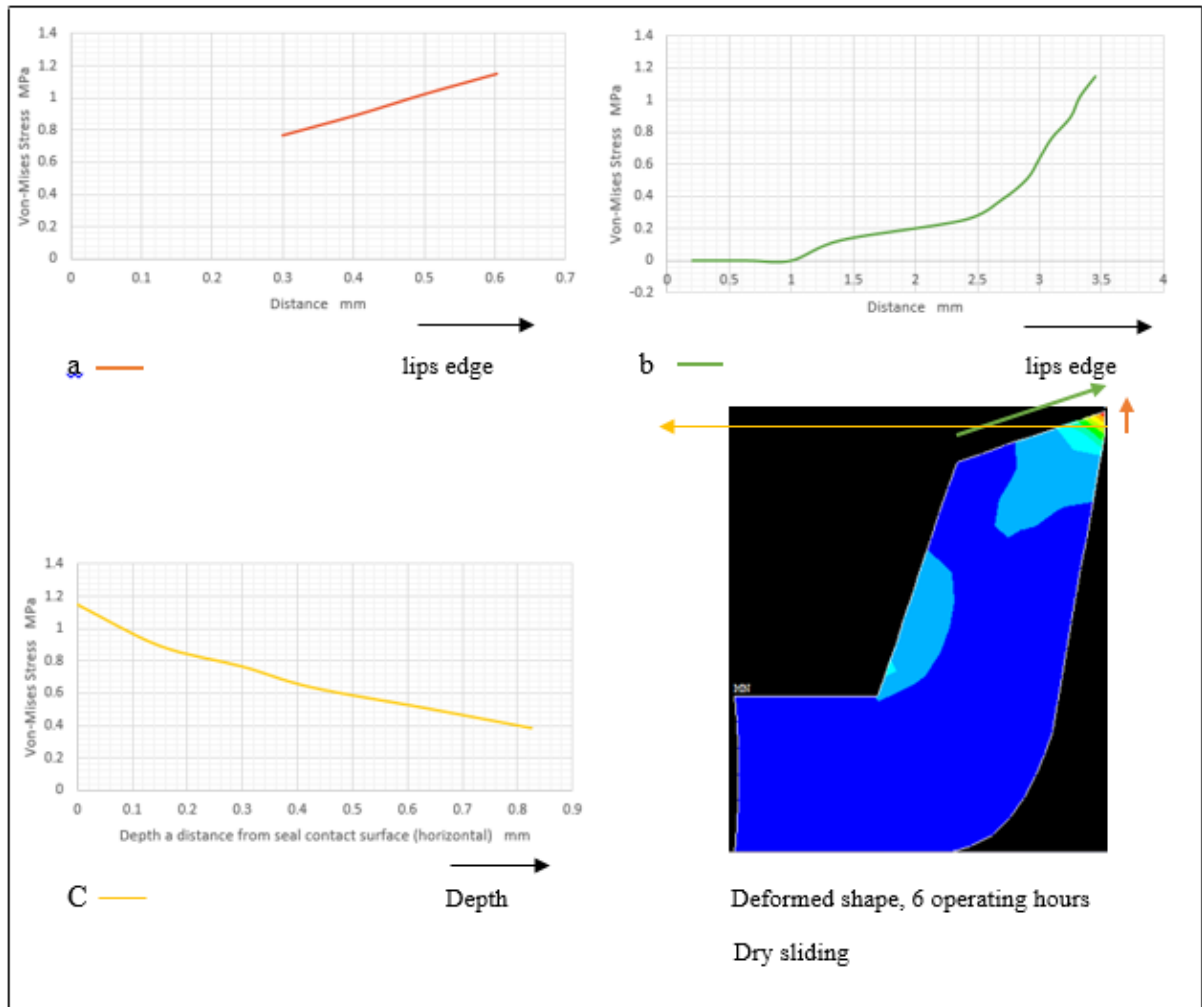 1.4
1.2
1
0.8
0.6
0.4
0.2
0
Von-Mises Stress MPa
0 0.1 0.2 0.3 0.4 0.5 0.6 0.7
Distance mm
a
lips edge
1.4
1.2
1
0.8
0.6
0.4
0.2
0
-0.2
Von-Mises Stress MPa
0 0.5 1 1.5 2 2.5 3 3.5 4
Distance mm
b
lips edge
1.4
1.2
1
0.8
0.6
0.4
0.2
0
Von-Mises Stress MPa
0 0.1 0.2 0.3 0.4 0.5 0.6 0.7 0.8 0.9
Depth a distance from seal contact surface (horizontal) mm
C
Depth
MN
Deformed shape, 6 operating hours
Dry sliding